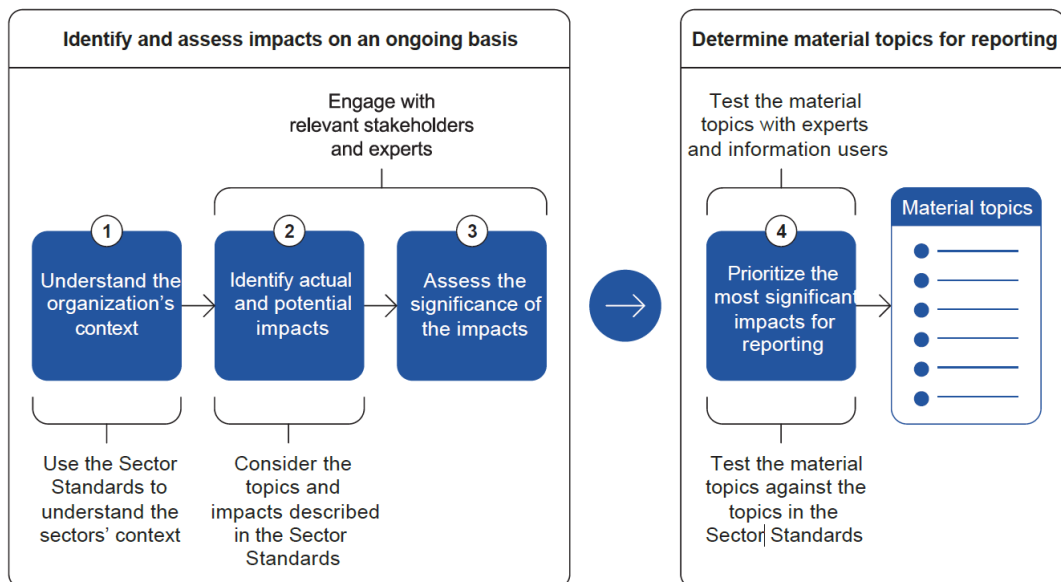 Identify and assess impacts on an ongoing basis
Engage with
relevant stakeholders
and experts
1
Understand the
organization's
context
2
Identify actual
and potential
impacts
3
Assess the
significance of
the impacts
Use the Sector
Standards to
understand the
sectors' context
Consider the
topics and
impacts described
in the Sector
Standards
Determine material topics for reporting
Test the material
topics with experts
and information users
4
Prioritize the
most significant
impacts for
reporting
Material topics
Test the material
topics against the
topics in the
Sector Standards